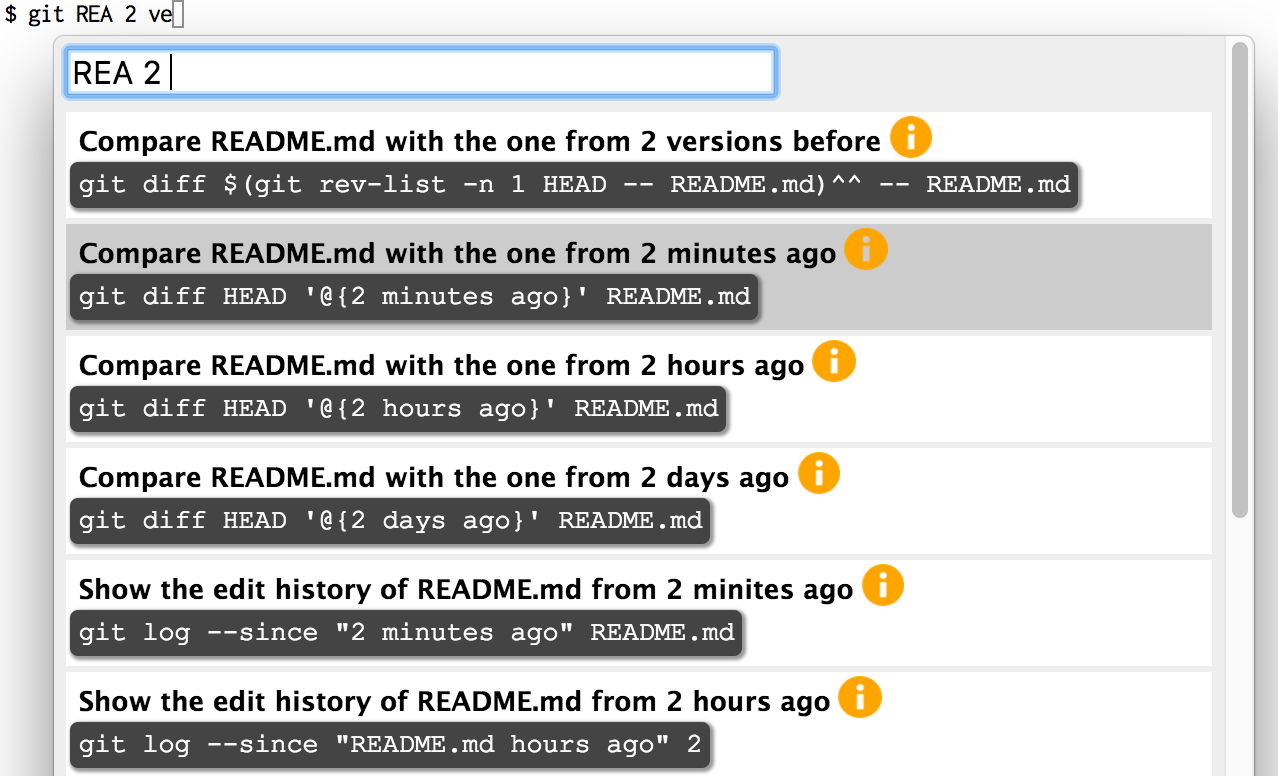 $ git REA 2 ve
REA 2
Compare README.md with the one from 2 versions before
git diff $(git rev-list -n 1 HEAD -- README.md)^^ -- README.md
Compare README.md with the one from 2 minutes ago
git diff HEAD '@{2 minutes ago}' README.md
Compare README.md with the one from 2 hours ago
git diff HEAD '@{2 hours ago}' README.md
Compare README.md with the one from 2 days ago
git diff HEAD '@{2 days ago}' README.md
Show the edit history of README.md from 2 minites ago
git log --since "2 minutes ago" README.md
Show the edit history of README.md from 2 hours ago
git log --since "README.md hours ago" 2